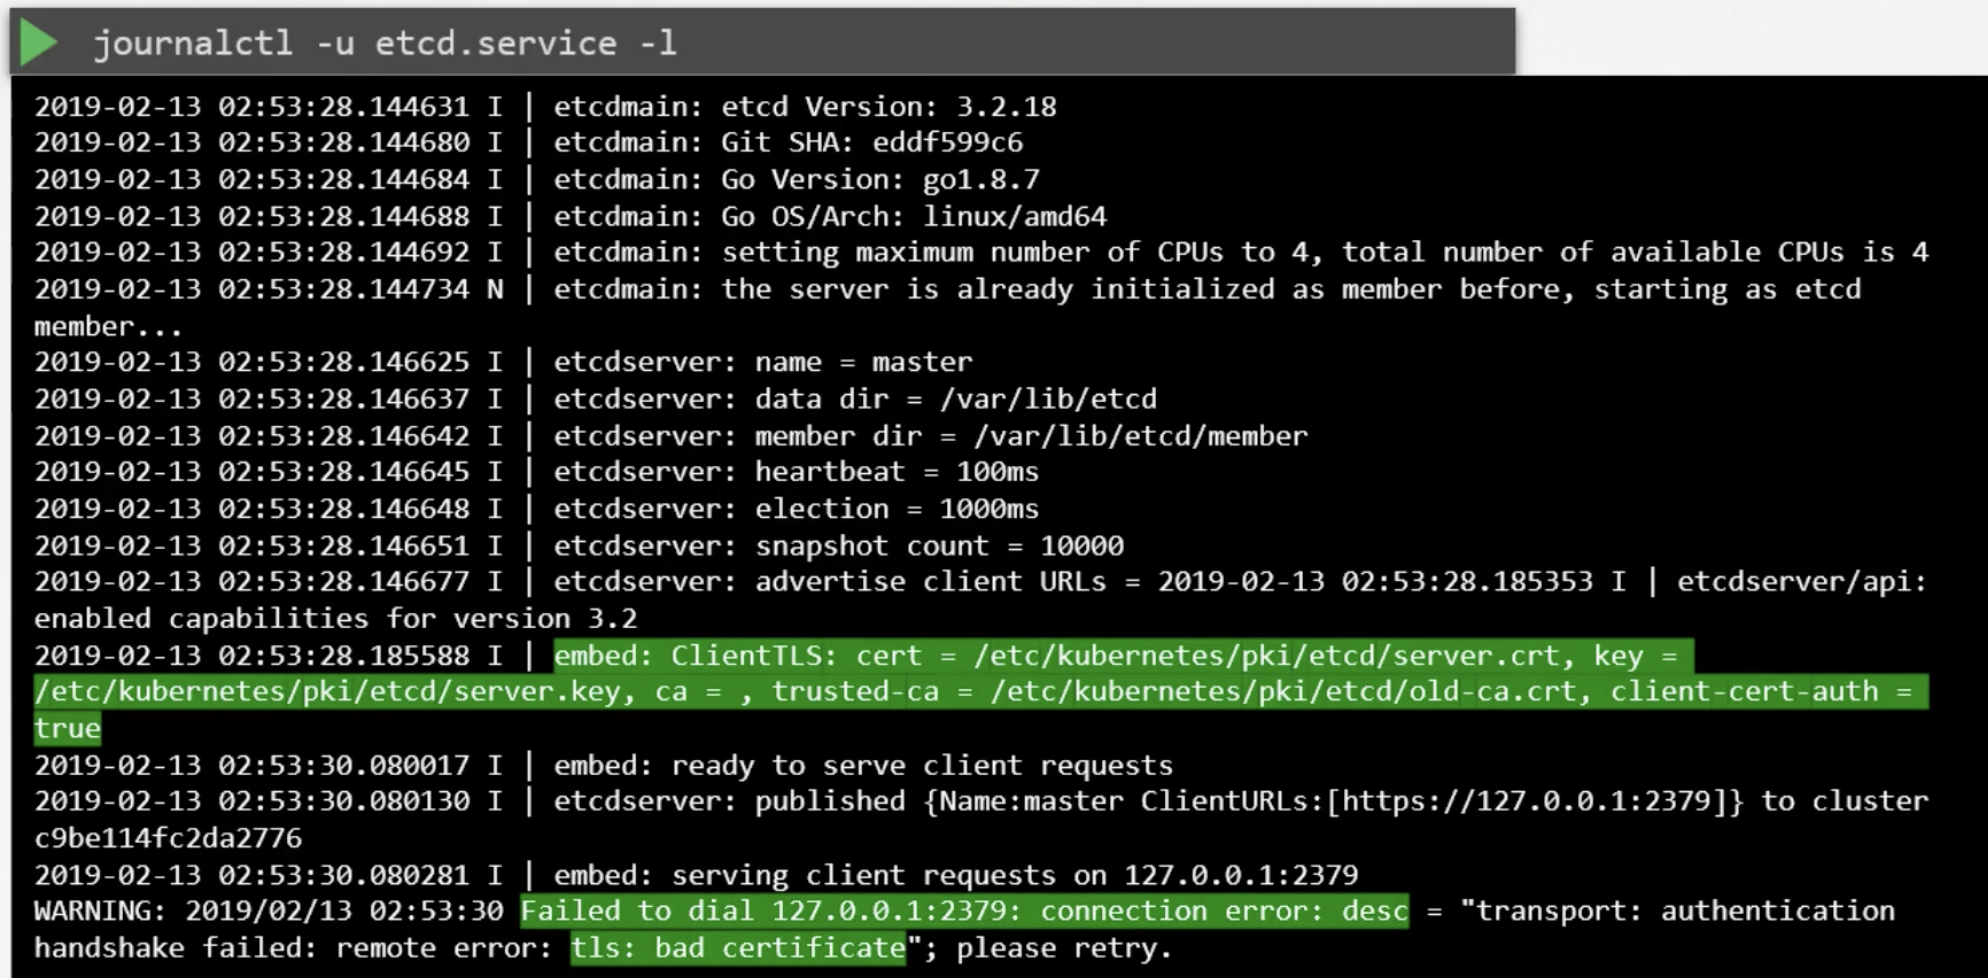 journalctl -u etcd.service -l
2019-02-13 02:53:28.144631 I | etcdmain: etcd Version: 3.2.18
2019-02-13 02:53:28.144680 I | etcdmain: Git SHA: eddf599c6
2019-02-13 02:53:28.144684 I | etcdmain: Go Version: go1.8.7
2019-02-13 02:53:28.144688 I | etcdmain: Go OS/Arch: linux/amd64
2019-02-13 02:53:28.144692 I | etcdmain: setting maximum number of CPUs to 4, total number of available CPUs is 4
2019-02-13 02:53:28.144734 N | etcdmain: the server is already initialized as member before, starting as etcd
member...
2019-02-13 02:53:28.146625 I | etcdserver: name = master
2019-02-13 02:53:28.146637 I | etcdserver: data dir = /var/lib/etcd
2019-02-13 02:53:28.146642 I | etcdserver: member dir = /var/lib/etcd/member
2019-02-13 02:53:28.146645 I | etcdserver: heartbeat = 100ms
2019-02-13 02:53:28.146648 I | etcdserver: election = 1000ms
2019-02-13 02:53:28.146651 I | etcdserver: snapshot count = 10000
2019-02-13 02:53:28.146677 I | etcdserver: advertise client URLs = 2019-02-13 02:53:28.185353 I | etcdserver/api:
enabled capabilities for version 3.2
2019-02-13 02:53:28.185588 I | embed: ClientTLS: cert = /etc/kubernetes/pki/etcd/server.crt, key =
/etc/kubernetes/pki/etcd/server.key, ca = , trusted-ca = /etc/kubernetes/pki/etcd/old-ca.crt, client-cert-auth =
true
2019-02-13 02:53:30.080017 I | embed: ready to serve client requests
2019-02-13 02:53:30.080130 I | etcdserver: published {Name:master ClientURLs:[https://127.0.0.1:2379]} to cluster
c9be114fc2da2776
2019-02-13 02:53:30.080281 I | embed: serving client requests on 127.0.0.1:2379
WARNING: 2019/02/13 02:53:30 Failed to dial 127.0.0.1:2379: connection error: desc = "transport: authentication
handshake failed: remote error: tls: bad certificate"; please retry.